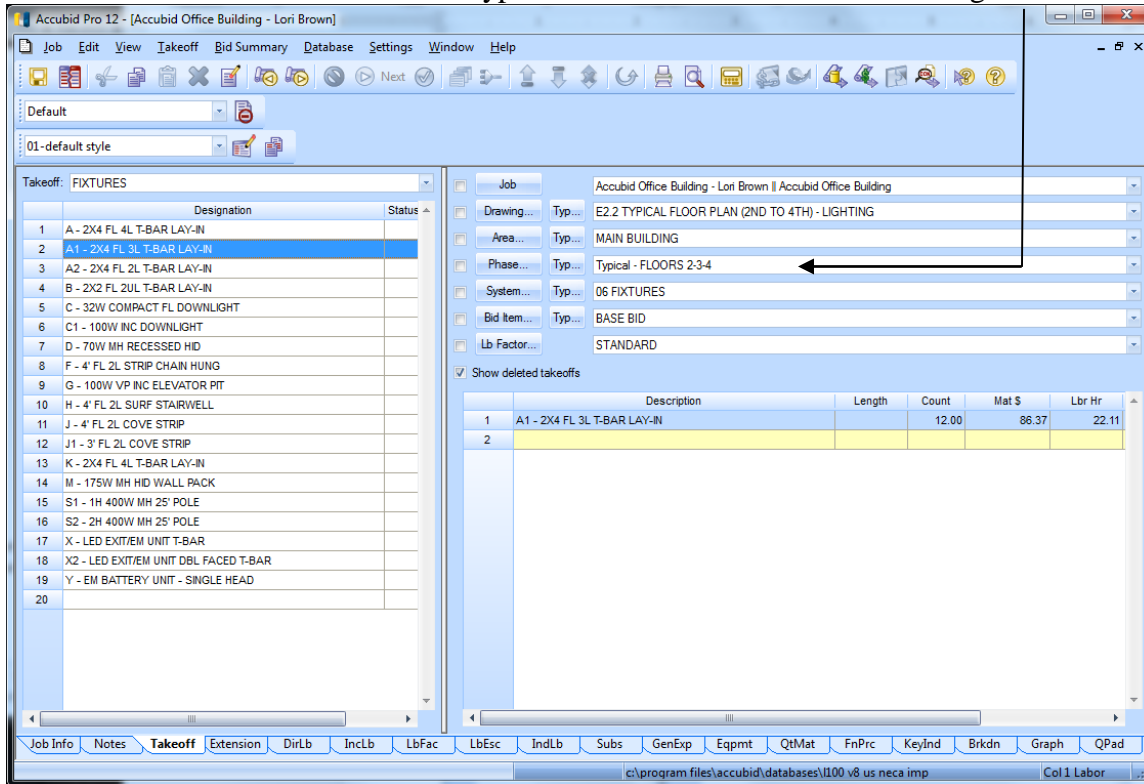 Accubid Pro 12 - [Accubid Office Building - Lori Brown]
Job Edit View Takeoff Bid Summary Database Settings Window Help
Next
Default
01-default style
Takeoff: FIXTURES
Designation Status
1 A - 2X4 FL 4L T-BAR LAY-IN
2 A1 - 2X4 FL 3L T-BAR LAY-IN
3 A2 - 2X4 FL 2L T-BAR LAY-IN
4 B - 2X2 FL 2UL T-BAR LAY-IN
5 C - 32W COMPACT FL DOWNLIGHT
6 C1 - 100W INC DOWNLIGHT
7 D - 70W MH RECESSED HID
8 F - 4' FL 2L STRIP CHAIN HUNG
9 G - 100W VP INC ELEVATOR PIT
10 H - 4' FL 2L SURF STAIRWELL
11 J - 4' FL 2L COVE STRIP
12 J1 - 3' FL 2L COVE STRIP
13 K - 2X4 FL 4L T-BAR LAY-IN
14 M - 175W MH HID WALL PACK
15 S1 - 1H 400W MH 25' POLE
16 S2 - 2H 400W MH 25' POLE
17 X - LED EXIT/EM UNIT T-BAR
18 X2 - LED EXIT/EM UNIT DBL FACED T-BAR
19 Y - EM BATTERY UNIT - SINGLE HEAD
20
Job Accubid Office Building - Lori Brown || Accubid Office Building
Drawing... Typ... E2.2 TYPICAL FLOOR PLAN (2ND TO 4TH) - LIGHTING
Area... Typ... MAIN BUILDING
Phase... Typ... Typical - FLOORS 2-3-4
System... Typ... 06 FIXTURES
Bid Item... Typ... BASE BID
Lb Factor... STANDARD
Show deleted takeoffs
Description Length Count Mat $ Lbr Hr
1 A1 - 2X4 FL 3L T-BAR LAY-IN 12.00 86.37 22.11
2
Job Info Notes Takeoff Extension DirLb IncLb LbFac LbEsc IndLb Subs GenExp Eqpmt QtMat FnPrc KeyInd Brkdn Graph QPad
c:\program files\accubid\databases\l100 v8 us neca imp Col 1 Labor